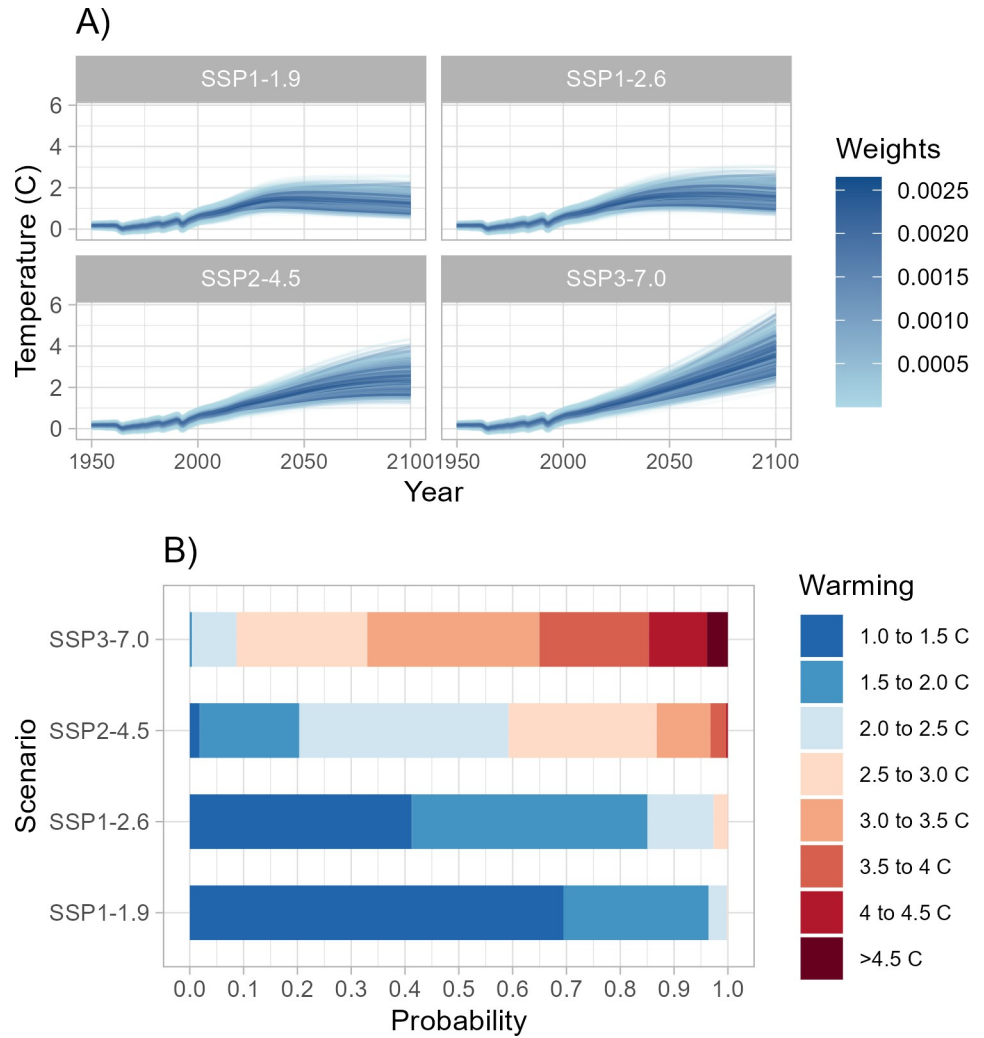 A)
SSP1-1.9
SSP1-2.6
6
4
2
0
SSP2-4.5
SSP3-7.0
6
4
2
0
Temperature (C)
1950 2000 2050 2100 1950 2000 2050 2100
Year
Weights
0.0025
0.0020
0.0015
0.0010
0.0005
B)
Scenario
SSP3-7.0
SSP2-4.5
SSP1-2.6
SSP1-1.9
0.0 0.1 0.2 0.3 0.4 0.5 0.6 0.7 0.8 0.9 1.0
Probability
Warming
1.0 to 1.5 C
1.5 to 2.0 C
2.0 to 2.5 C
2.5 to 3.0 C
3.0 to 3.5 C
3.5 to 4 C
4 to 4.5 C
>4.5 C